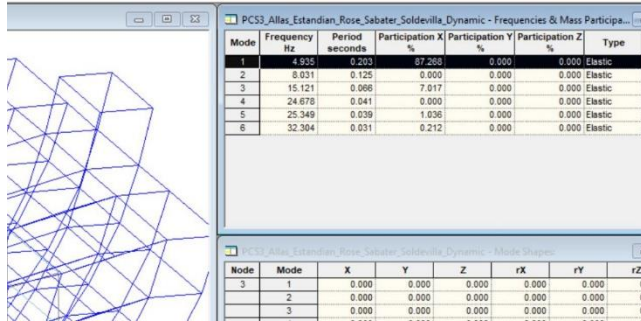 PCS3_Allas_Estandian_Rose_Sabater_Soldevilla_Dynamic - Frequencies & Mass Participa...
Mode Frequency Hz Period seconds Participation X % Participation Y % Participation Z % Type
1 4.935 0.203 87.268 0.000 0.000 Elastic
2 8.031 0.125 0.000 0.000 0.000 Elastic
3 15.121 0.066 7.017 0.000 0.000 Elastic
4 24.678 0.041 0.000 0.000 0.000 Elastic
5 25.349 0.039 1.036 0.000 0.000 Elastic
6 32.304 0.031 0.212 0.000 0.000 Elastic
PCS3_Allas_Estandian_Rose_Sabater_Soldevilla_Dynamic - Mode Shapes
Node Mode X Y Z rX rY rZ
3 1 0.000 0.000 0.000 0.000 0.000
2 0.000 0.000 0.000 0.000 0.000
3 0.000 0.000 0.000 0.000 0.000